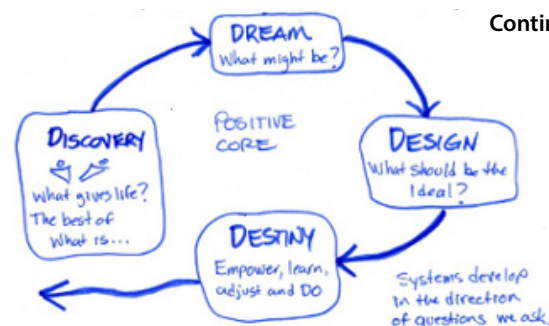 Contin
DREAM
What might be?
DISCOVERY
What gives life?
The best of
What is...
POSITIVE
CORE
DESIGN
What should be the
Ideal?
DESTINY
Empower, learn,
adjust and DO
Systems develop
in the direction
of questions we ask